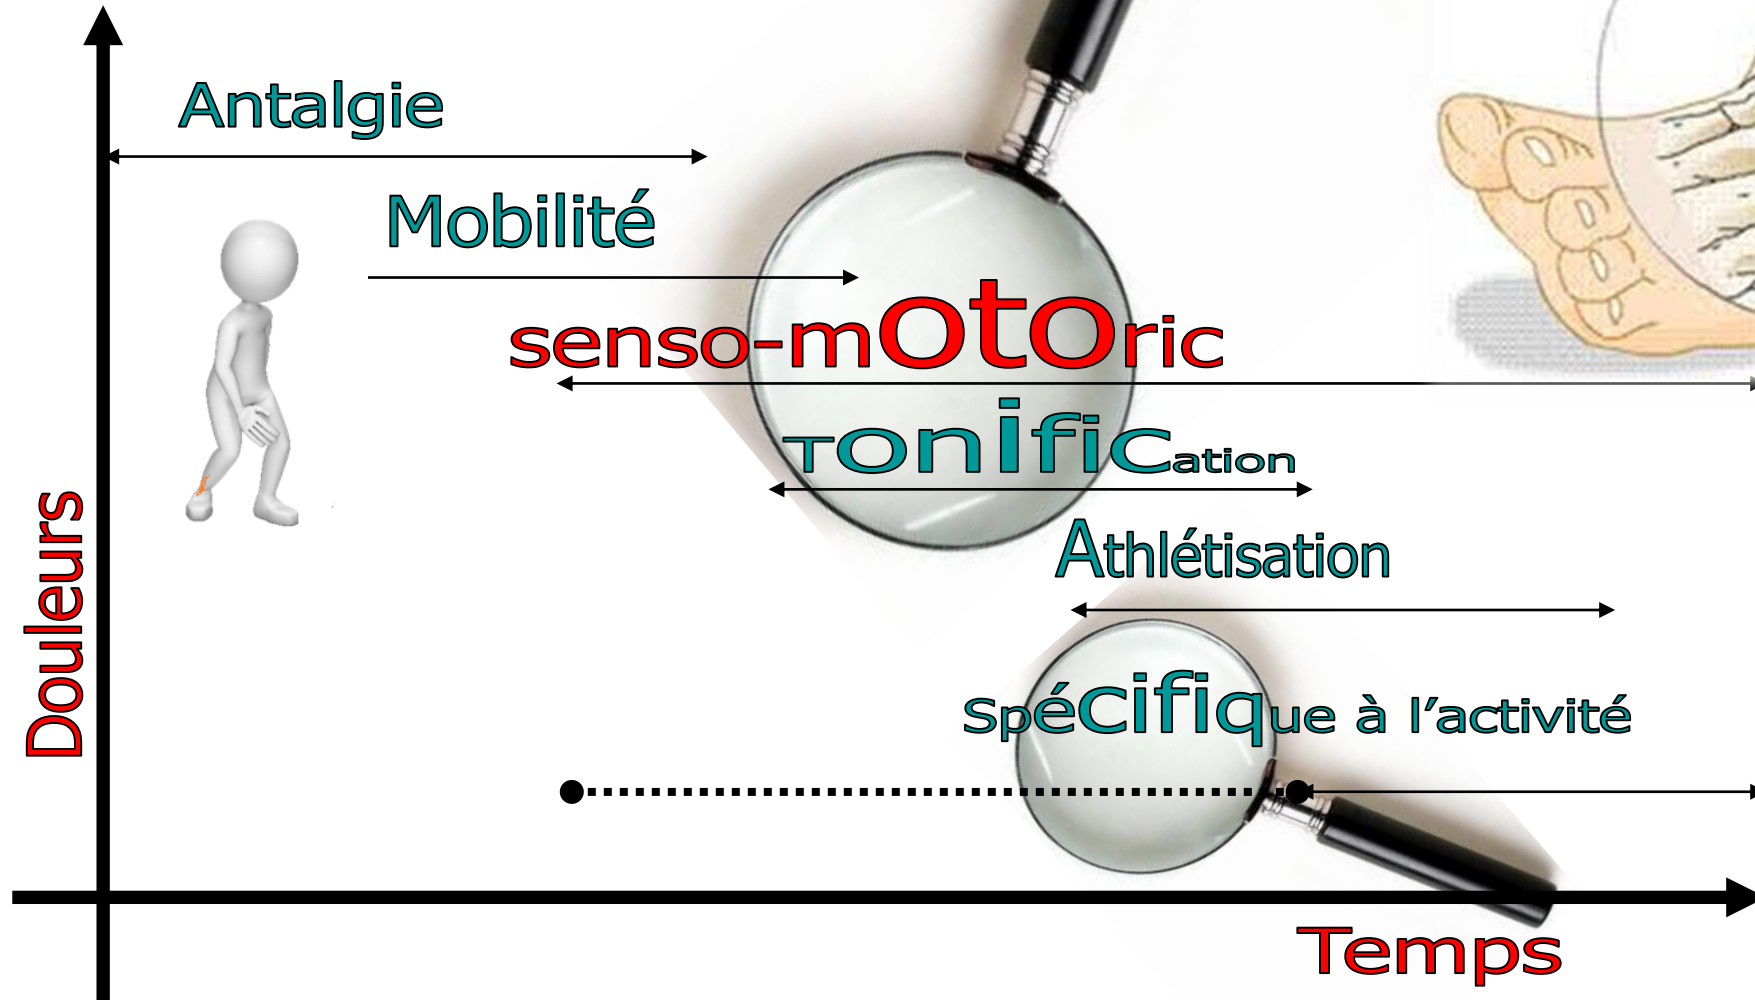 Antalgie
Mobilité
senso-motoric
Tonification
Athlétisation
Spécifique à l'activité
Douleurs
Temps